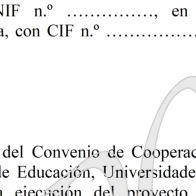 NIF n.º ……………, en
a, con CIF n.º ……………
del Convenio de Cooperac
de Educación, Universidade
a ejecución del proyecto